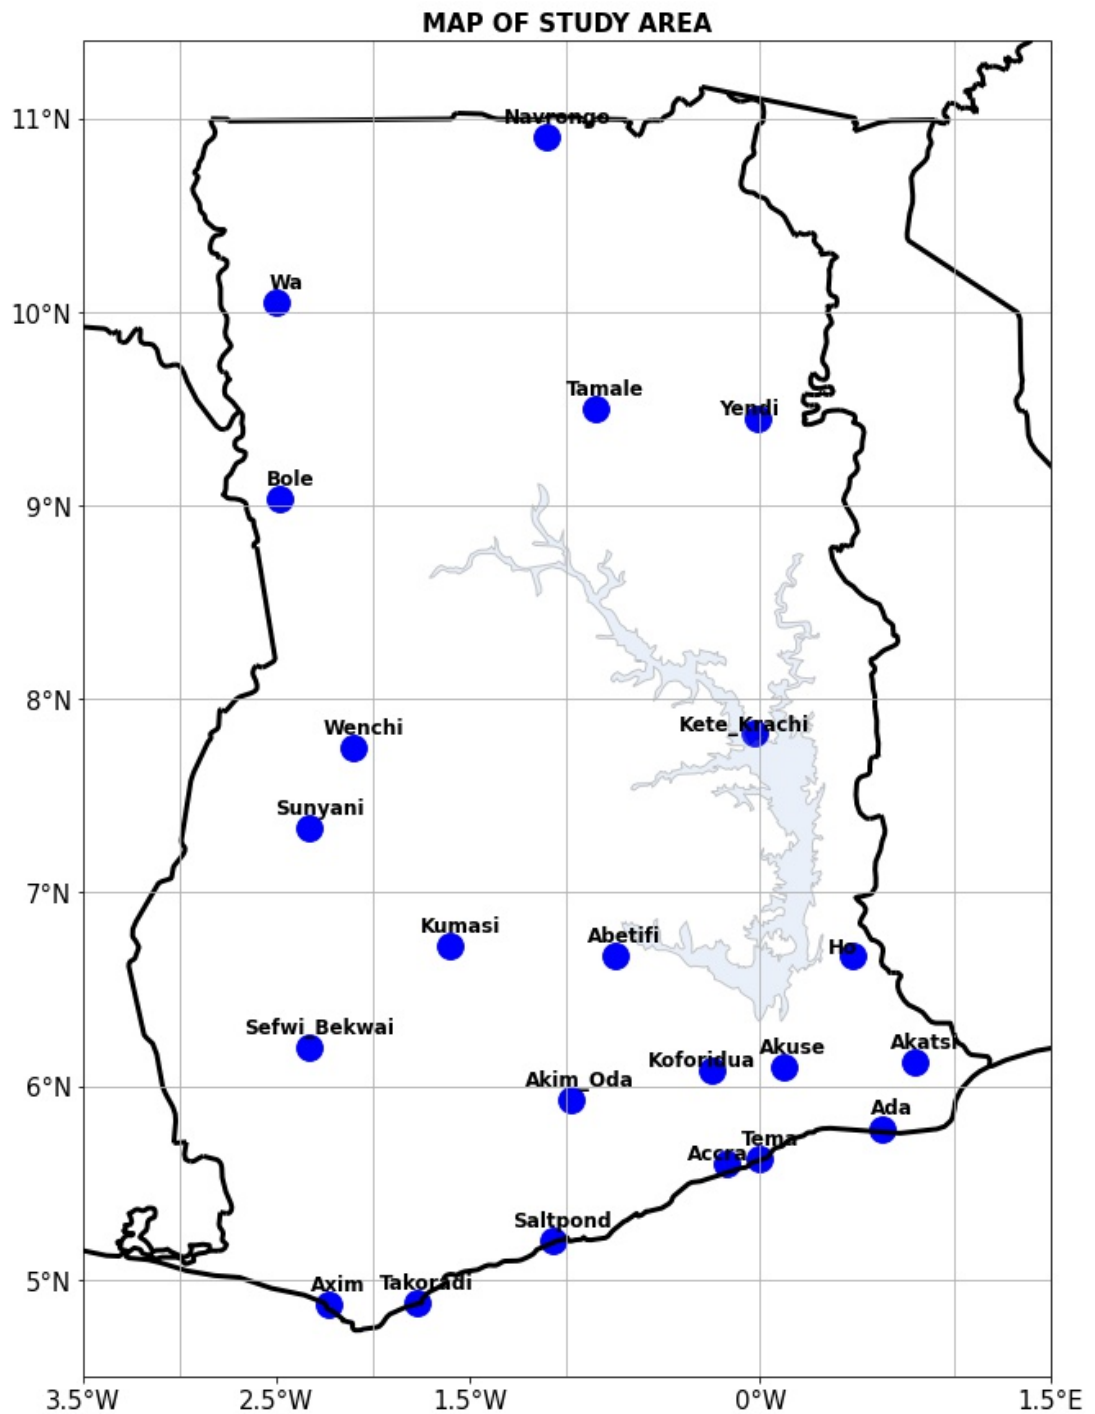 MAP OF STUDY AREA
11°N
Navrongo
Wa
10°N
Tamale
Yendi
Bole
9°N
8°N
Kete_Krachi
Wenchi
Sunyani
7°N
Kumasi
Abetifi
Ho
Sefwi_Bekwai
Koforidua
Akuse
Akatsi
6°N
Akim_Oda
Ada
Tema
Accra
Saltpond
5°N
Axim
Takoradi
3.5°W 2.5°W 1.5°W 0°W 1.5°E